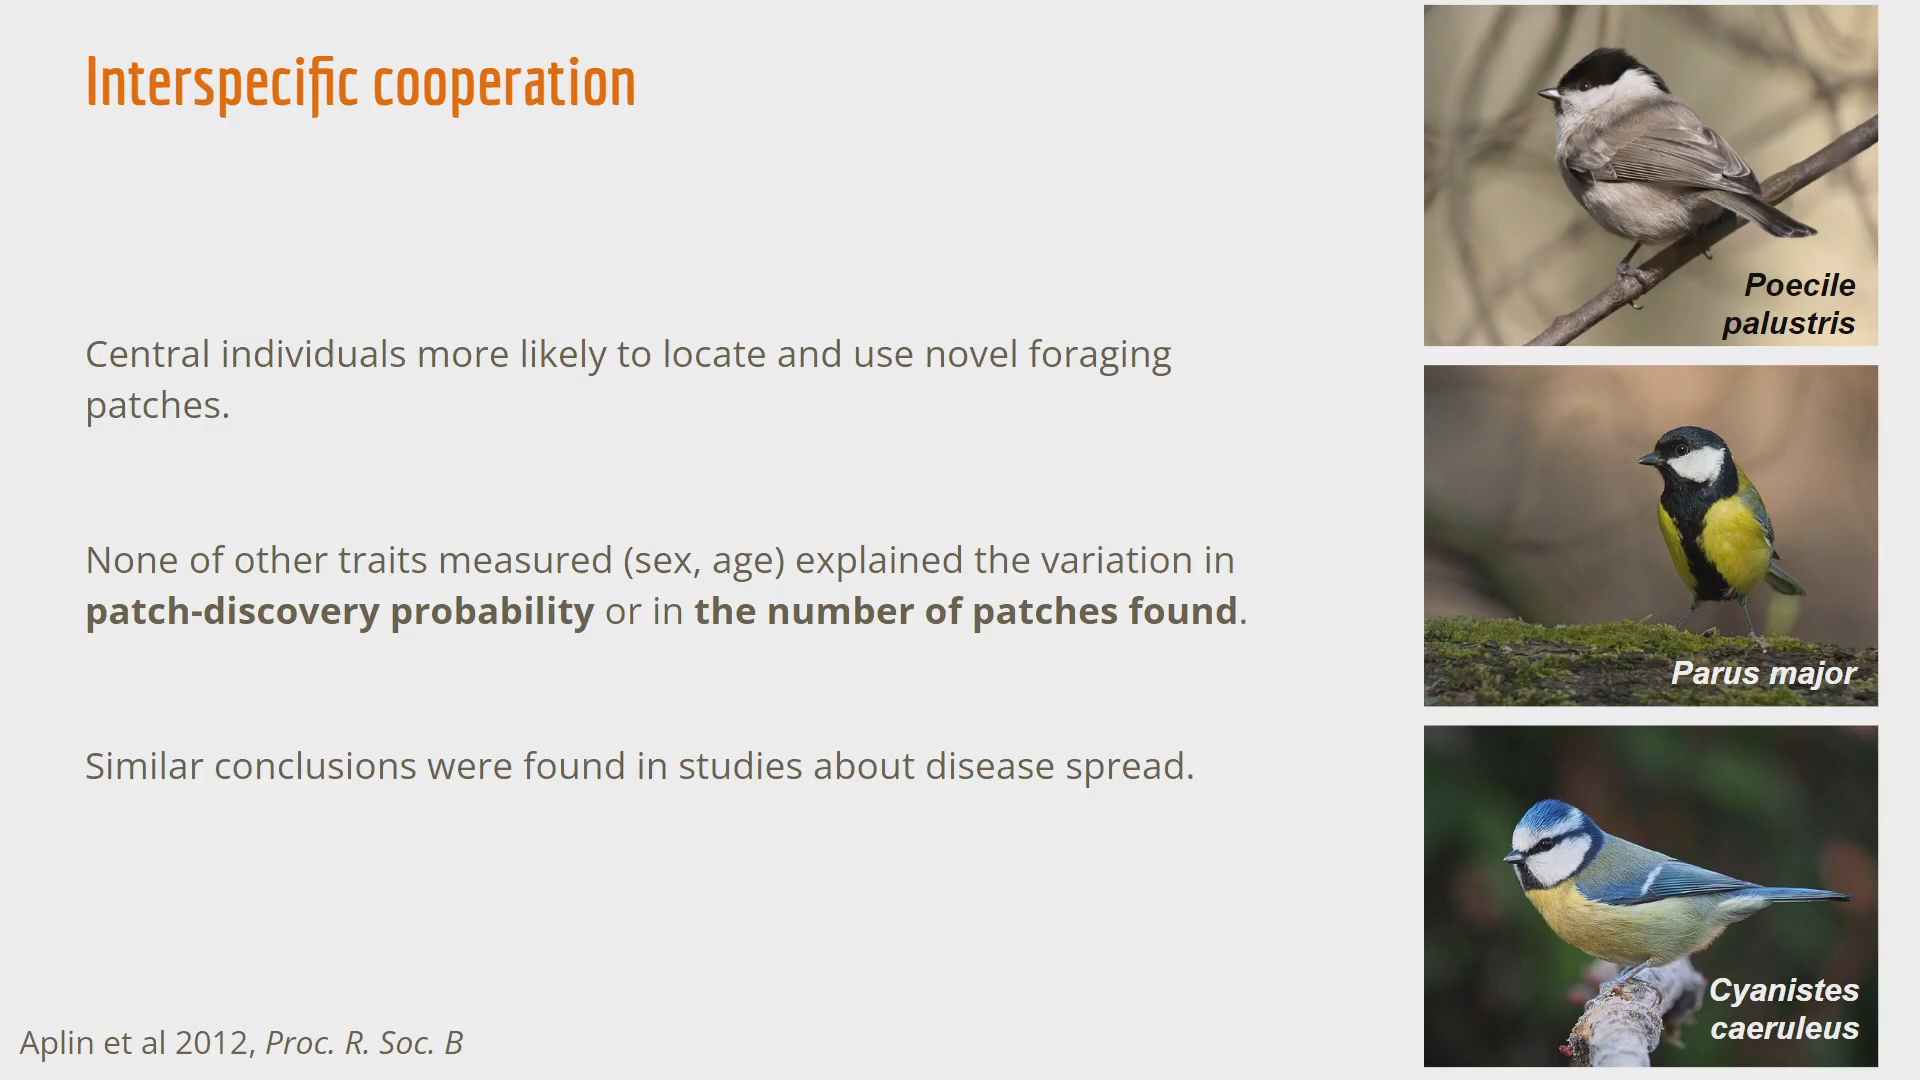 Interspecific cooperation
Central individuals more likely to locate and use novel foraging
patches.
None of other traits measured (sex, age) explained the variation in
patch-discovery probability or in the number of patches found.
Similar conclusions were found in studies about disease spread.
Aplin et al 2012, Proc. R. Soc. B
Poecile
palustris
Parus major
Cyanistes
caeruleus